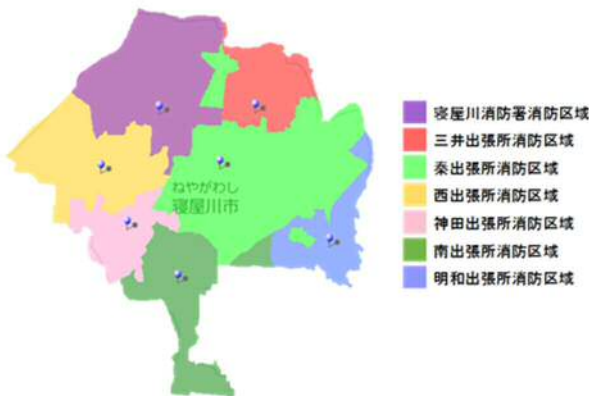 ねやがわし
寝屋川市
寝屋川消防署消防区域
三井出張所消防区域
秦出張所消防区域
西出張所消防区域
神田出張所消防区域
南出張所消防区域
明和出張所消防区域